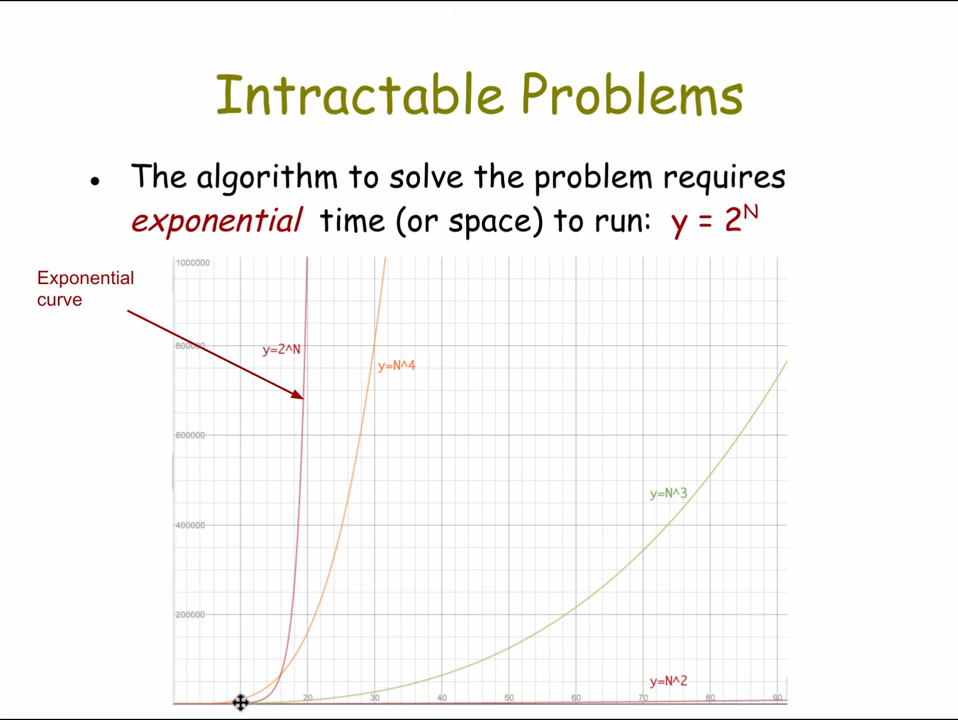 Intractable Problems
• The algorithm to solve the problem requires
exponential time (or space) to run: y = 2^N
Exponential
curve
1000000
800000
y=2^N
y=N^4
600000
y=N^3
400000
200000
y=N^2
20 30 40 50 60 70 80 90